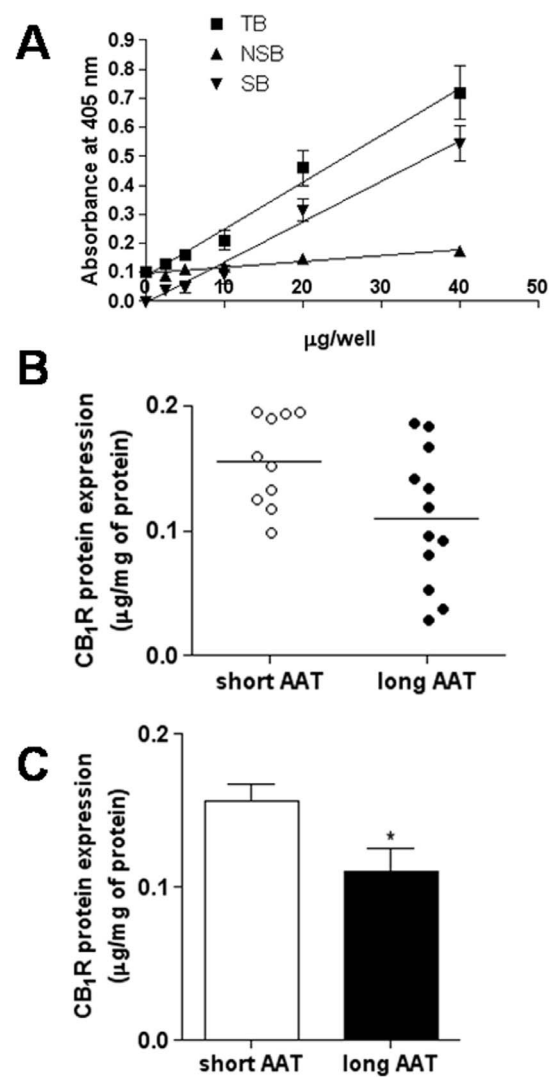 A
TB
NSB
SB
Absorbance at 405 nm
0.9
0.8
0.7
0.6
0.5
0.4
0.3
0.2
0.1
0.0
0 10 20 30 40 50
μg/well
B
CB₁R protein expression
(μg/mg of protein)
0.2
0.1
0.0
short AAT long AAT
C
CB₁R protein expression
(μg/mg of protein)
0.2
0.1
0.0
*
short AAT long AAT